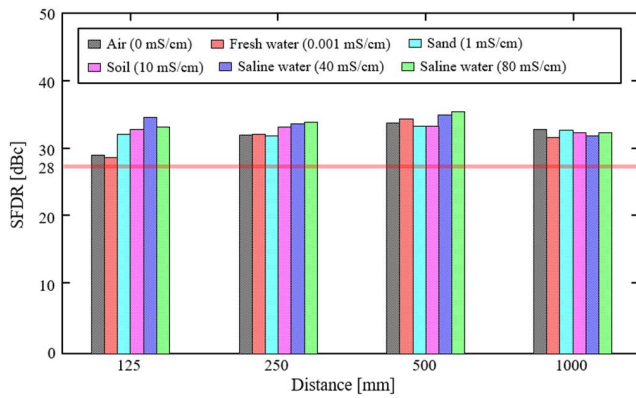 50
40
30
28
20
10
0
SFDR [dBc]
Air (0 mS/cm) Fresh water (0.001 mS/cm) Sand (1 mS/cm)
Soil (10 mS/cm) Saline water (40 mS/cm) Saline water (80 mS/cm)
125 250 500 1000
Distance [mm]